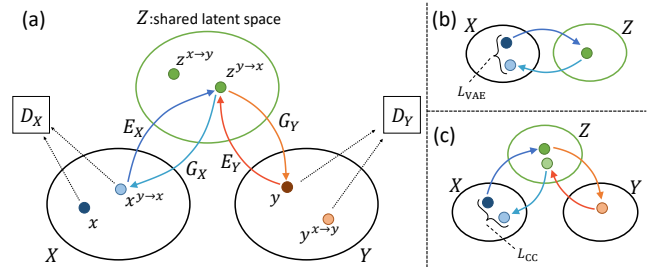 (a)
Z:shared latent space
z^{x→y}
z^{y→x}
D_X
D_Y
E_X
G_Y
G_X
E_Y
x^{y→x}
x
y
y^{x→y}
X
Y
(b)
X
Z
L_VAE
(c)
Z
X
Y
L_CC